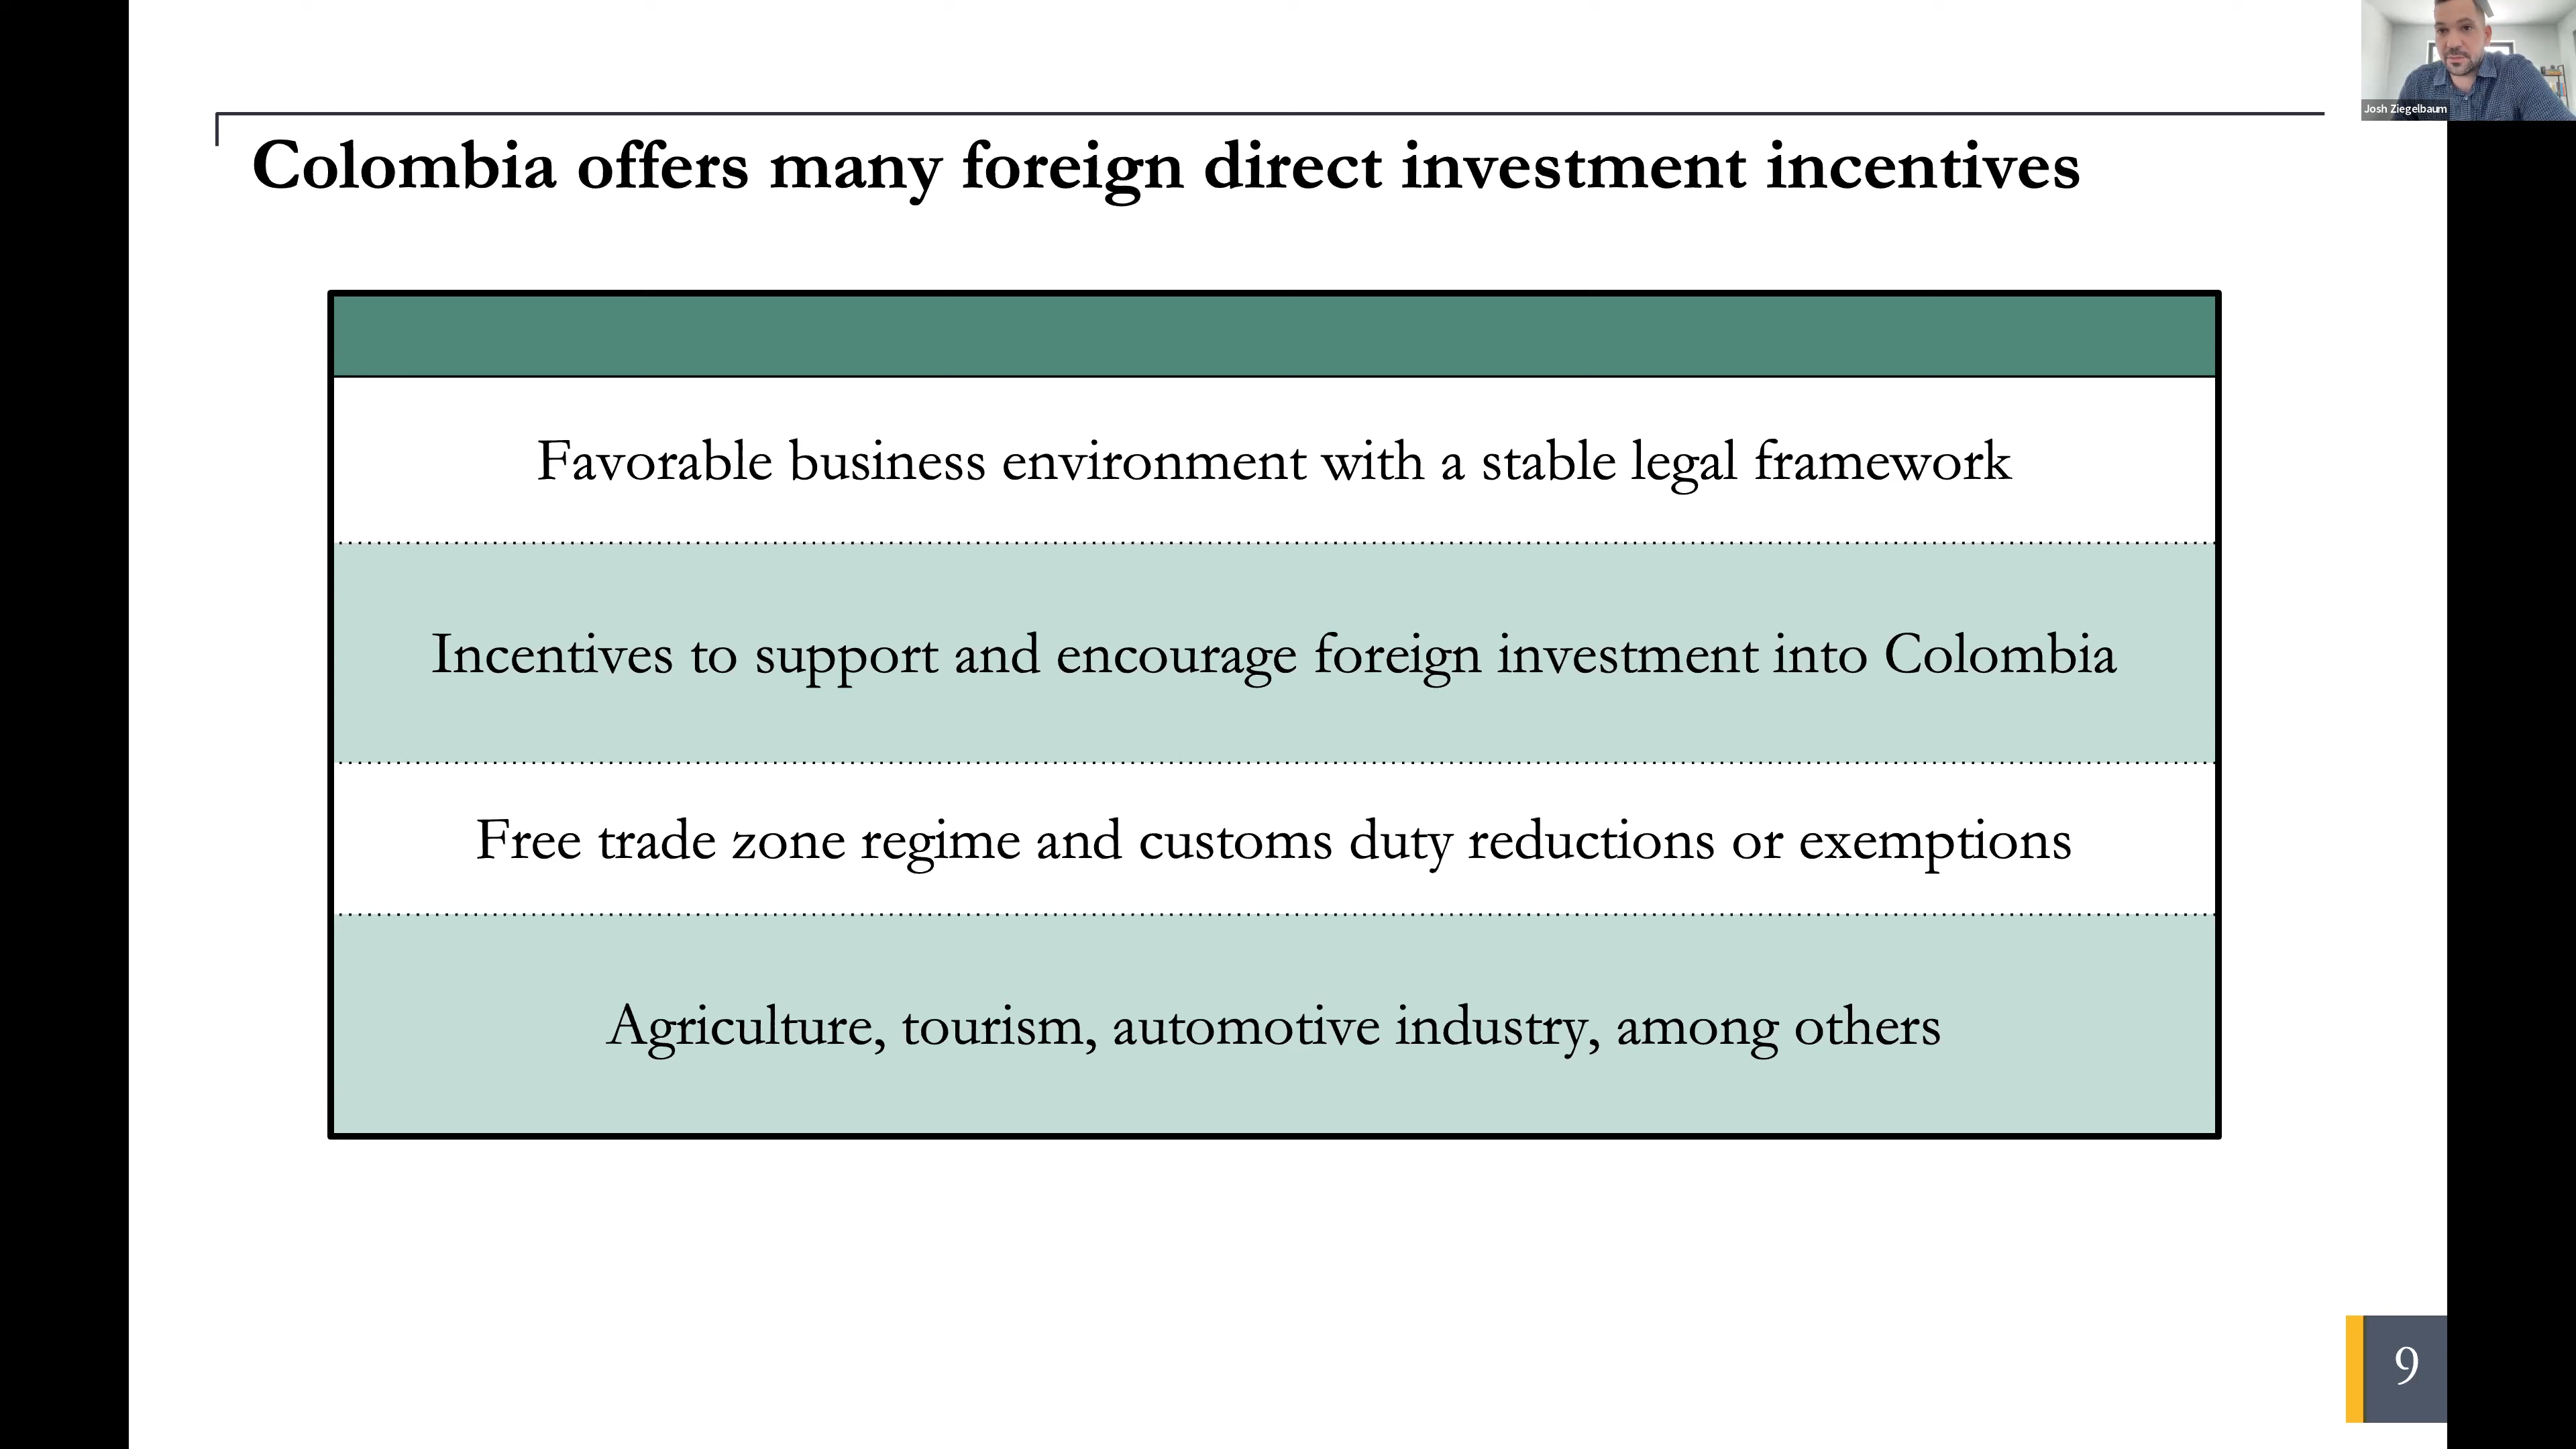 Josh Ziegelbaum
Colombia offers many foreign direct investment incentives
Favorable business environment with a stable legal framework
Incentives to support and encourage foreign investment into Colombia
Free trade zone regime and customs duty reductions or exemptions
Agriculture, tourism, automotive industry, among others
9